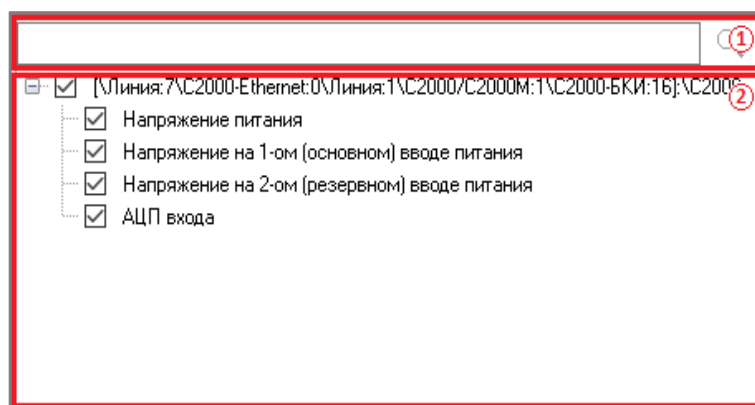 ①
[\Линия:7\С2000-Ethernet:0\Линия:1\С2000/С2000М:1\С2000-БКИ:16]:\С2000
②
Напряжение питания
Напряжение на 1-ом (основном) вводе питания
Напряжение на 2-ом (резервном) вводе питания
АЦП входа